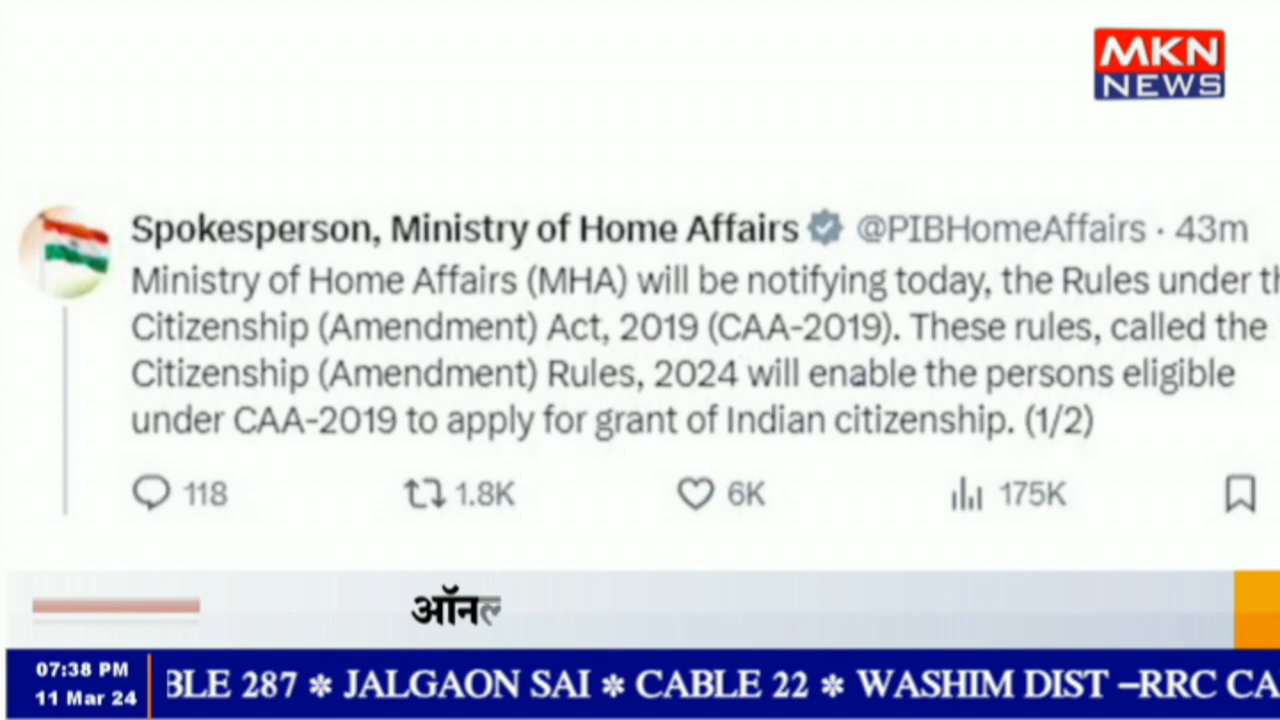 MKN
NEWS
Spokesperson, Ministry of Home Affairs @PIBHomeAffairs · 43m
Ministry of Home Affairs (MHA) will be notifying today, the Rules under th
Citizenship (Amendment) Act, 2019 (CAA-2019). These rules, called the
Citizenship (Amendment) Rules, 2024 will enable the persons eligible
under CAA-2019 to apply for grant of Indian citizenship. (1/2)
118 1.8K 6K 175K
ऑनल
07:38 PM
11 Mar 24
BLE 287 * JALGAON SAI * CABLE 22 * WASHIM DIST –RRC CA